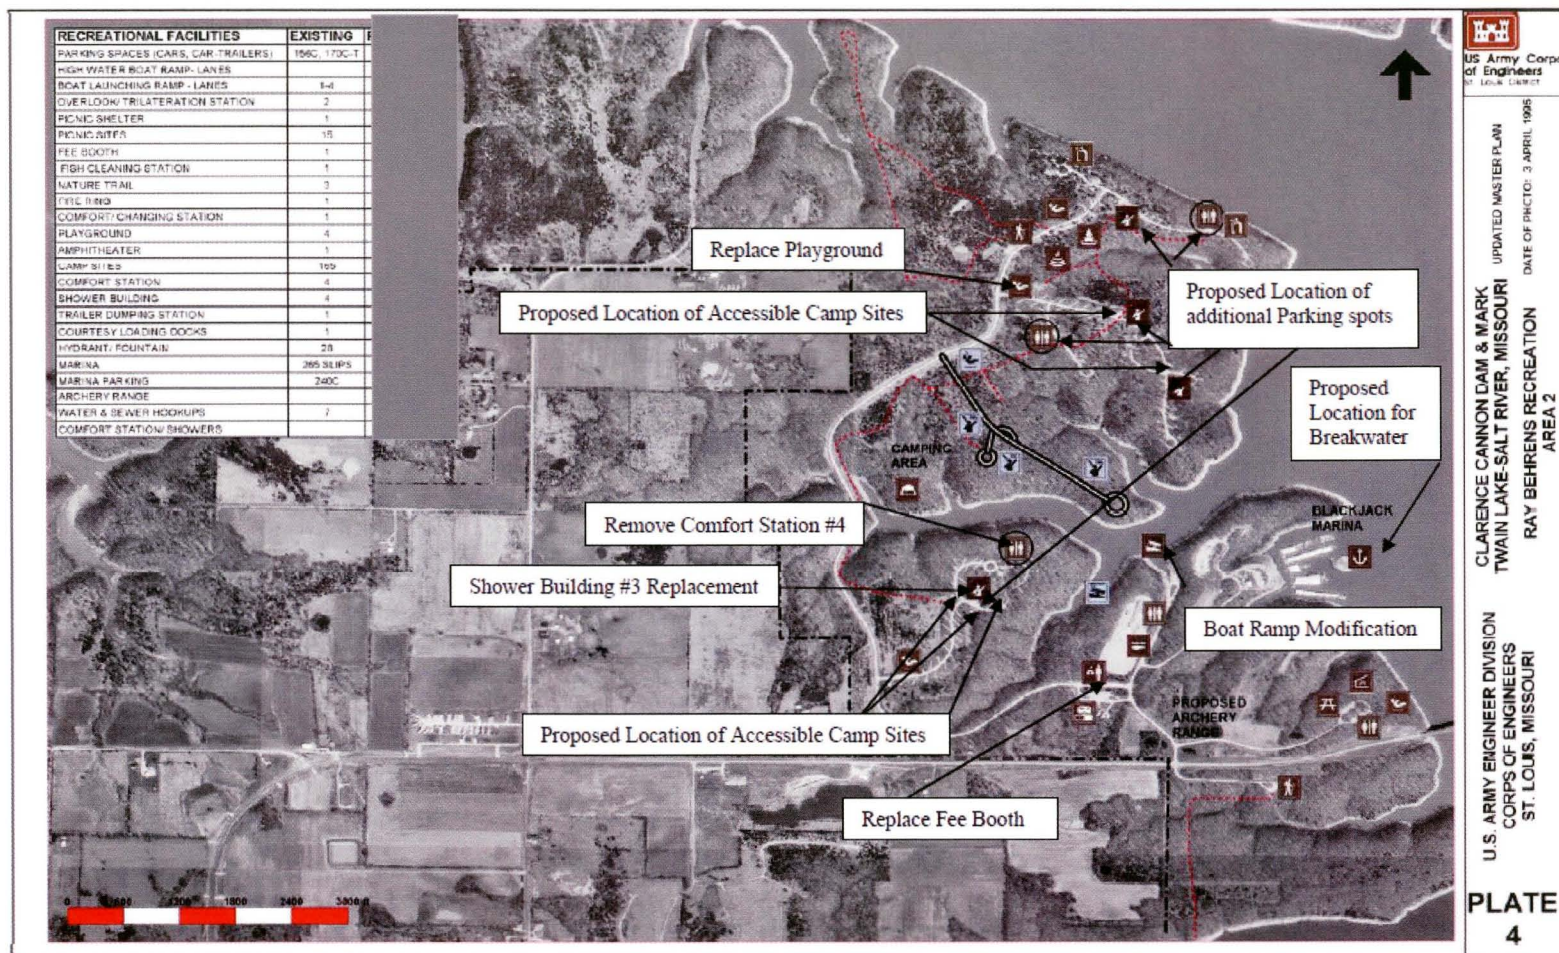 RECREATIONAL FACILITIES EXISTING
PARKING SPACES (CARS, CAR-TRAILERS) 156C, 170C-T
HIGH WATER BOAT RAMP- LANES
BOAT LAUNCHING RAMP - LANES 1-4
OVERLOOK/ TRILATERATION STATION 2
PICNIC SHELTER 1
PICNIC SITES 15
FEE BOOTH 1
FISH CLEANING STATION 1
NATURE TRAIL 3
FIRE RING 1
COMFORT/ CHANGING STATION 1
PLAYGROUND 4
AMPHITHEATER 1
CAMP SITES 165
COMFORT STATION 4
SHOWER BUILDING 4
TRAILER DUMPING STATION 1
COURTESY LOADING DOCKS 1
HYDRANT/ FOUNTAIN 28
MARINA 265 SLIPS
MARINA PARKING 240C
ARCHERY RANGE
WATER & SEWER HOOKUPS 7
COMFORT STATION/ SHOWERS
Replace Playground
Proposed Location of Accessible Camp Sites
Proposed Location of
additional Parking spots
Proposed
Location for
Breakwater
CAMPING
AREA
Remove Comfort Station #4
BLACKJACK
MARINA
Shower Building #3 Replacement
Boat Ramp Modification
Proposed Location of Accessible Camp Sites
PROPOSED
ARCHERY
RANGE
Replace Fee Booth
0 600 1200 1800 2400 3000 ft
US Army Corps
of Engineers
St. Louis District
UPDATED MASTER PLAN
DATE OF PHOTO: 3 APRIL 1995
CLARENCE CANNON DAM & MARK
TWAIN LAKE-SALT RIVER, MISSOURI
RAY BEHRENS RECREATION
AREA 2
U.S. ARMY ENGINEER DIVISION
CORPS OF ENGINEERS
ST. LOUIS, MISSOURI
PLATE
4